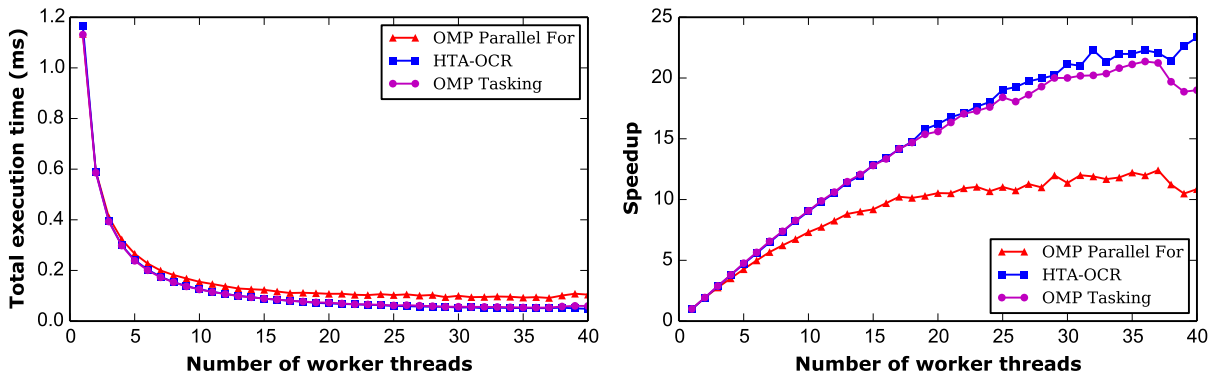 Total execution time (ms)
1.2
1.0
0.8
0.6
0.4
0.2
0.0
OMP Parallel For
HTA-OCR
OMP Tasking
0 5 10 15 20 25 30 35 40
Number of worker threads
Speedup
25
20
15
10
5
0
OMP Parallel For
HTA-OCR
OMP Tasking
0 5 10 15 20 25 30 35 40
Number of worker threads